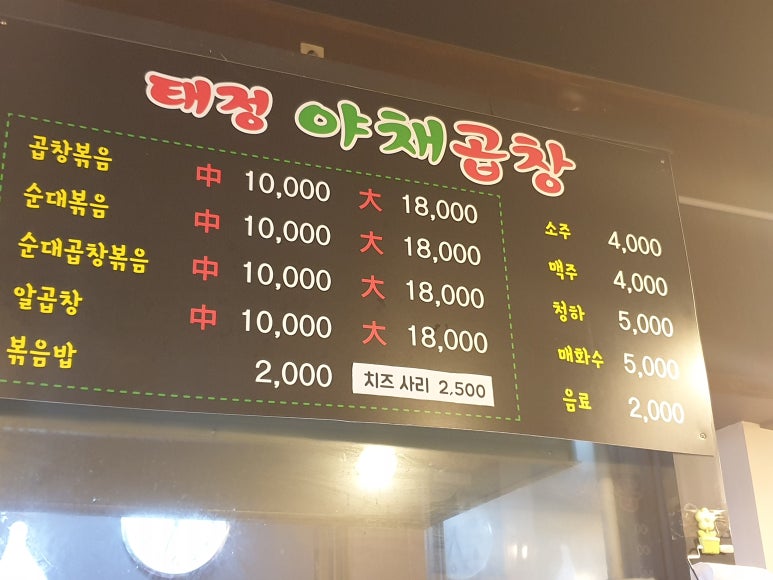 태정 야채곱창
곱창볶음 中 10,000 大 18,000
순대볶음 中 10,000 大 18,000
순대곱창볶음 中 10,000 大 18,000
알곱창 中 10,000 大 18,000
볶음밥 2,000 치즈 사리 2,500
소주 4,000
맥주 4,000
청하 5,000
매화수 5,000
음료 2,000